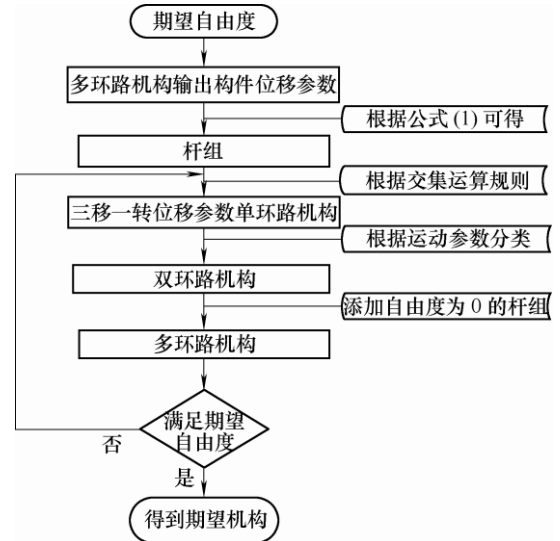 期望自由度
多环路机构输出构件位移参数
根据公式(1)可得
杆组
根据交集运算规则
三移一转位移参数单环路机构
根据运动参数分类
双环路机构
添加自由度为0的杆组
多环路机构
满足期望
自由度
否
是
得到期望机构